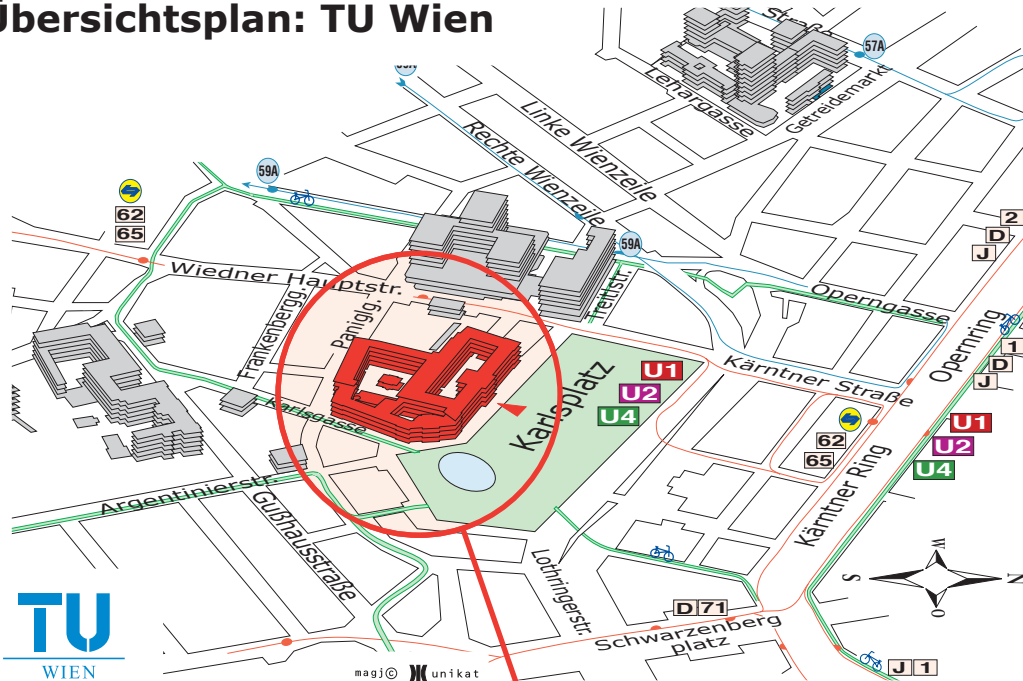 Übersichtsplan: TU Wien
Straße
57A
Lehargasse
Getreidemarkt
Linke Wienzeile
Rechte Wienzeile
59A
59A
62
65
2
D
J
Wiedner Hauptstr.
Treitlstr.
Operngasse
Frankenbergg.
Paniglg.
Opernring
1
D
J
Karlsplatz
U1
U2
U4
Kärntner Straße
Karlsgasse
62
65
U1
U2
U4
Kärntner Ring
Argentinierstr.
Gußhausstraße
Lothringerstr.
W
S
N
O
D 71
Schwarzenberg
platz
J 1
TU
WIEN
magj© unikat